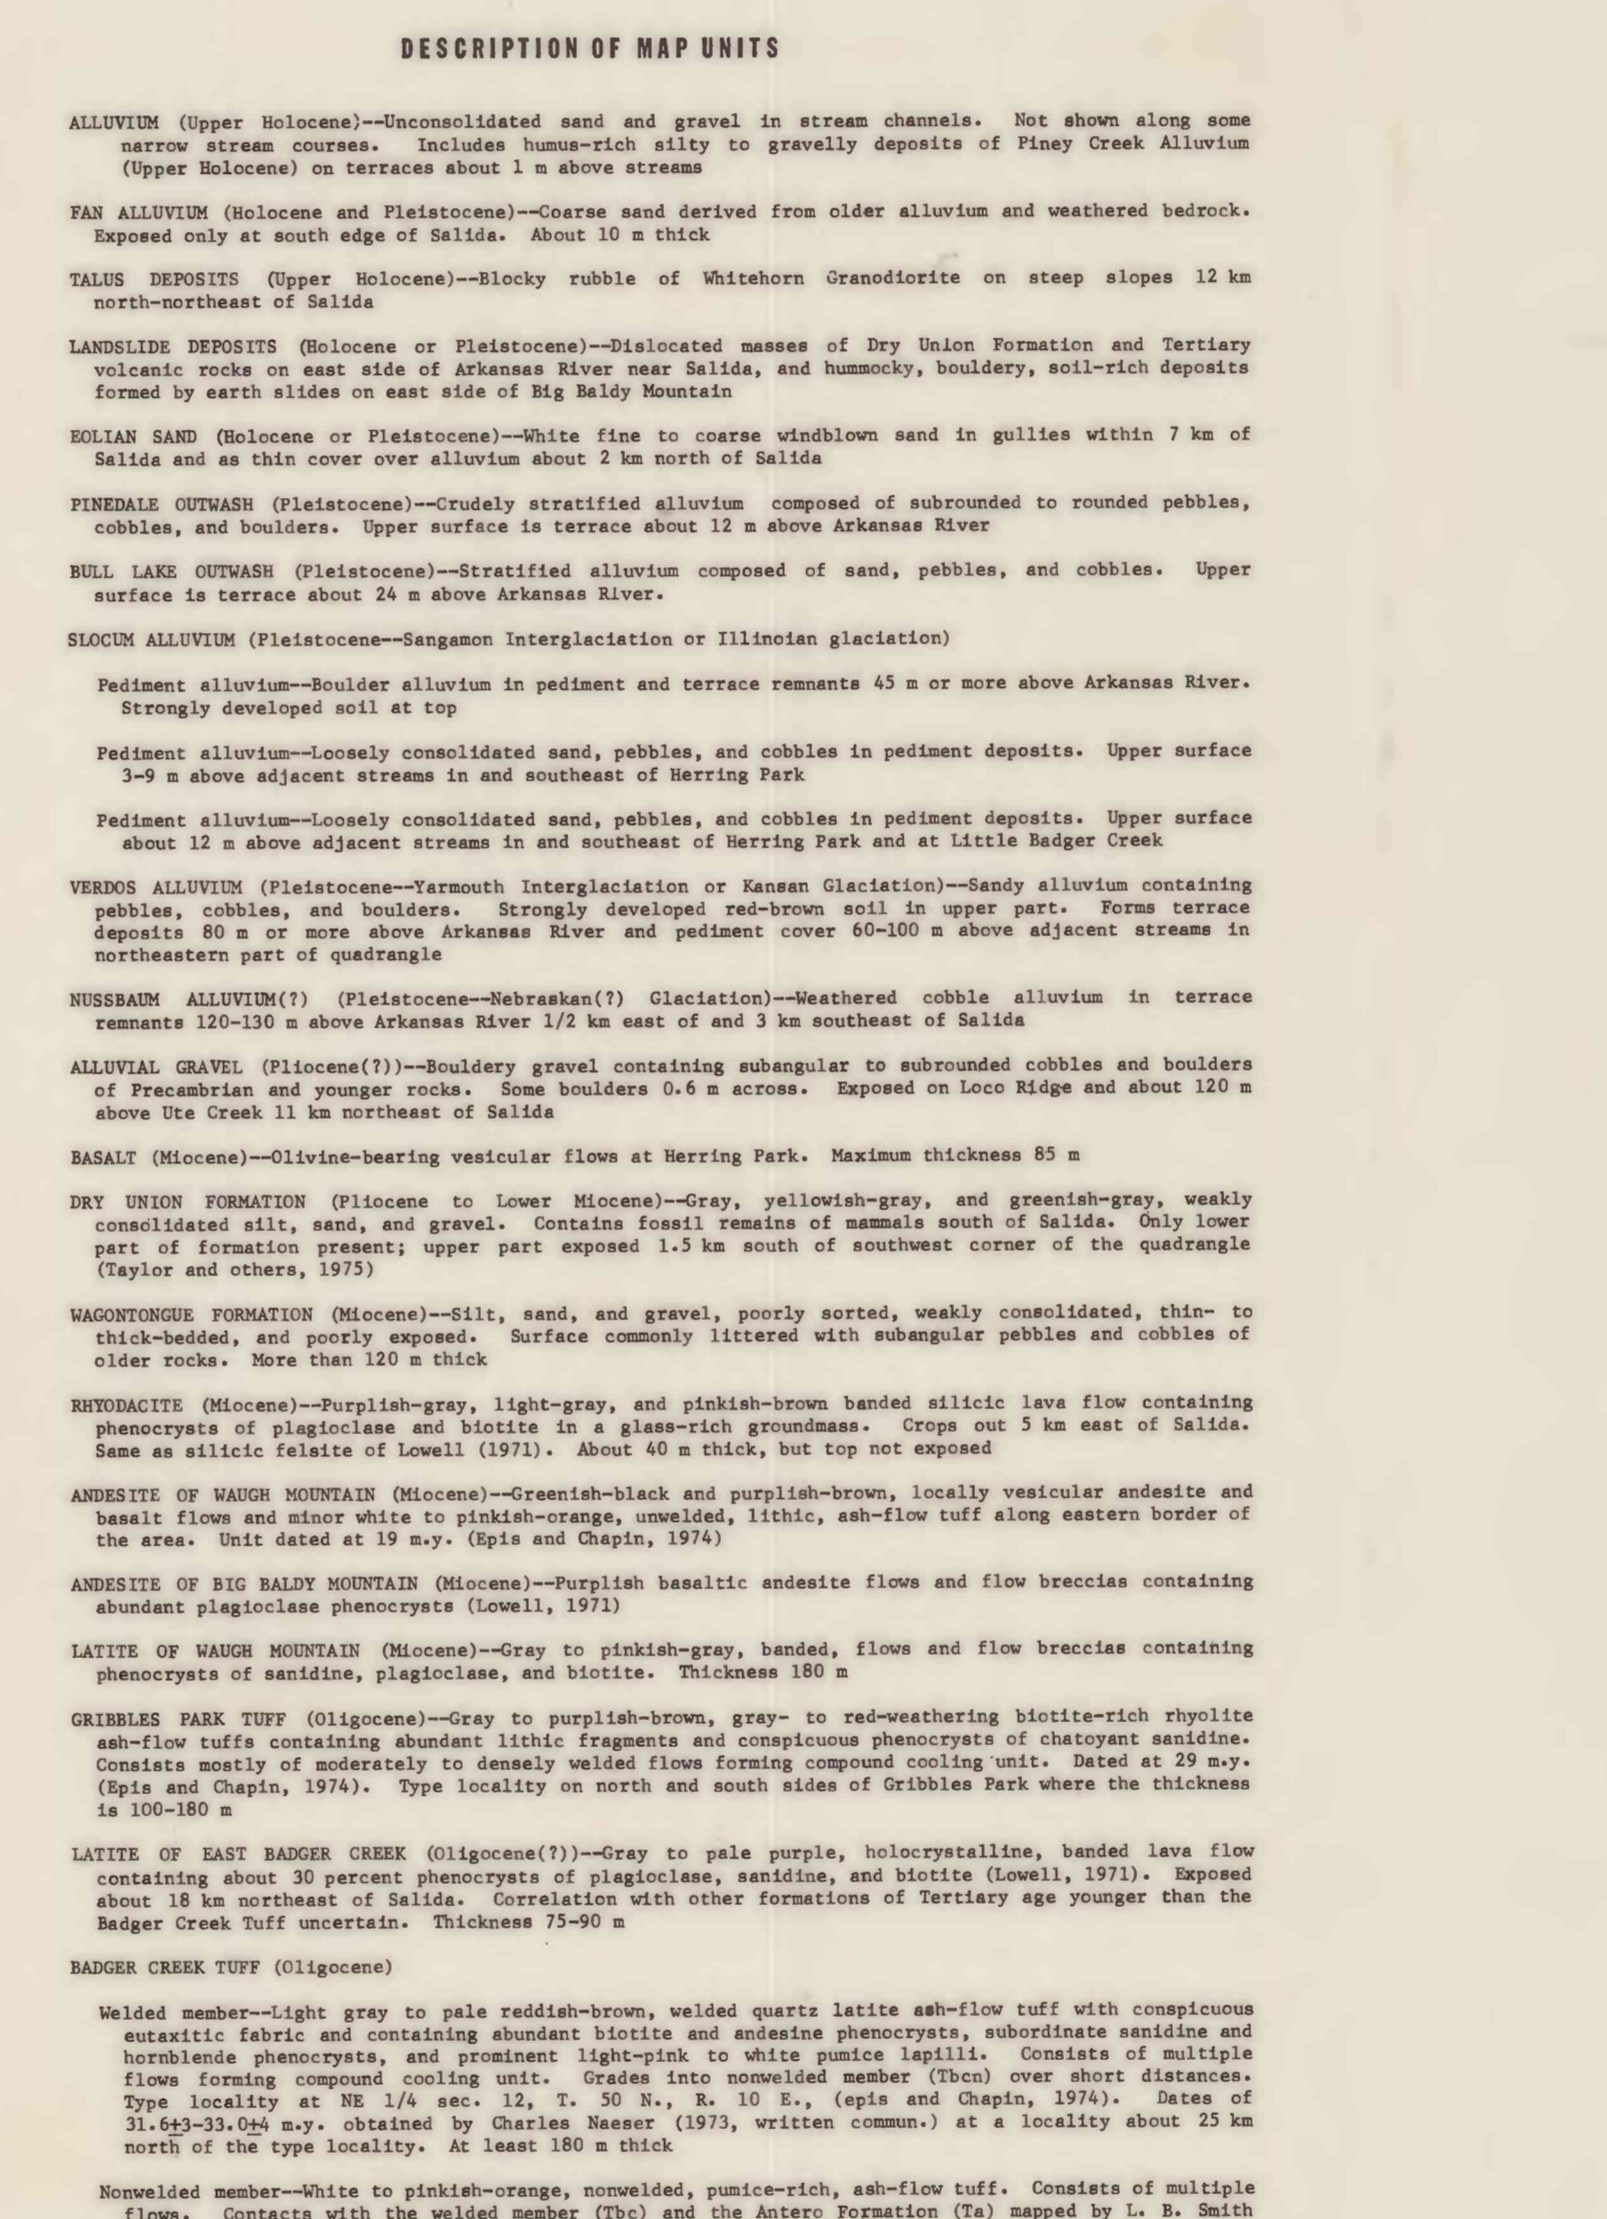 DESCRIPTION OF MAP UNITS
ALLUVIUM (Upper Holocene)--Unconsolidated sand and gravel in stream channels. Not shown along some
narrow stream courses. Includes humus-rich silty to gravelly deposits of Piney Creek Alluvium
(Upper Holocene) on terraces about 1 m above streams
FAN ALLUVIUM (Holocene and Pleistocene)--Coarse sand derived from older alluvium and weathered bedrock.
Exposed only at south edge of Salida. About 10 m thick
TALUS DEPOSITS (Upper Holocene)--Blocky rubble of Whitehorn Granodiorite on steep slopes 12 km
north-northeast of Salida
LANDSLIDE DEPOSITS (Holocene or Pleistocene)--Dislocated masses of Dry Union Formation and Tertiary
volcanic rocks on east side of Arkansas River near Salida, and hummocky, bouldery, soil-rich deposits
formed by earth slides on east side of Big Baldy Mountain
EOLIAN SAND (Holocene or Pleistocene)--White fine to coarse windblown sand in gullies within 7 km of
Salida and as thin cover over alluvium about 2 km north of Salida
PINEDALE OUTWASH (Pleistocene)--Crudely stratified alluvium composed of subrounded to rounded pebbles,
cobbles, and boulders. Upper surface is terrace about 12 m above Arkansas River
BULL LAKE OUTWASH (Pleistocene)--Stratified alluvium composed of sand, pebbles, and cobbles. Upper
surface is terrace about 24 m above Arkansas River.
SLOCUM ALLUVIUM (Pleistocene--Sangamon Interglaciation or Illinoian glaciation)
Pediment alluvium--Boulder alluvium in pediment and terrace remnants 45 m or more above Arkansas River.
Strongly developed soil at top
Pediment alluvium--Loosely consolidated sand, pebbles, and cobbles in pediment deposits. Upper surface
3-9 m above adjacent streams in and southeast of Herring Park
Pediment alluvium--Loosely consolidated sand, pebbles, and cobbles in pediment deposits. Upper surface
about 12 m above adjacent streams in and southeast of Herring Park and at Little Badger Creek
VERDOS ALLUVIUM (Pleistocene--Yarmouth Interglaciation or Kansan Glaciation)--Sandy alluvium containing
pebbles, cobbles, and boulders. Strongly developed red-brown soil in upper part. Forms terrace
deposits 80 m or more above Arkansas River and pediment cover 60-100 m above adjacent streams in
northeastern part of quadrangle
NUSSBAUM ALLUVIUM(?) (Pleistocene--Nebraskan(?) Glaciation)--Weathered cobble alluvium in terrace
remnants 120-130 m above Arkansas River 1/2 km east of and 3 km southeast of Salida
ALLUVIAL GRAVEL (Pliocene(?))--Bouldery gravel containing subangular to subrounded cobbles and boulders
of Precambrian and younger rocks. Some boulders 0.6 m across. Exposed on Loco Ridge and about 120 m
above Ute Creek 11 km northeast of Salida
BASALT (Miocene)--Olivine-bearing vesicular flows at Herring Park. Maximum thickness 85 m
DRY UNION FORMATION (Pliocene to Lower Miocene)--Gray, yellowish-gray, and greenish-gray, weakly
consolidated silt, sand, and gravel. Contains fossil remains of mammals south of Salida. Only lower
part of formation present; upper part exposed 1.5 km south of southwest corner of the quadrangle
(Taylor and others, 1975)
WAGONTONGUE FORMATION (Miocene)--Silt, sand, and gravel, poorly sorted, weakly consolidated, thin- to
thick-bedded, and poorly exposed. Surface commonly littered with subangular pebbles and cobbles of
older rocks. More than 120 m thick
RHYODACITE (Miocene)--Purplish-gray, light-gray, and pinkish-brown banded silicic lava flow containing
phenocrysts of plagioclase and biotite in a glass-rich groundmass. Crops out 5 km east of Salida.
Same as silicic felsite of Lowell (1971). About 40 m thick, but top not exposed
ANDESITE OF WAUGH MOUNTAIN (Miocene)--Greenish-black and purplish-brown, locally vesicular andesite and
basalt flows and minor white to pinkish-orange, unwelded, lithic, ash-flow tuff along eastern border of
the area. Unit dated at 19 m.y. (Epis and Chapin, 1974)
ANDESITE OF BIG BALDY MOUNTAIN (Miocene)--Purplish basaltic andesite flows and flow breccias containing
abundant plagioclase phenocrysts (Lowell, 1971)
LATITE OF WAUGH MOUNTAIN (Miocene)--Gray to pinkish-gray, banded, flows and flow breccias containing
phenocrysts of sanidine, plagioclase, and biotite. Thickness 180 m
GRIBBLES PARK TUFF (Oligocene)--Gray to purplish-brown, gray- to red-weathering biotite-rich rhyolite
ash-flow tuffs containing abundant lithic fragments and conspicuous phenocrysts of chatoyant sanidine.
Consists mostly of moderately to densely welded flows forming compound cooling unit. Dated at 29 m.y.
(Epis and Chapin, 1974). Type locality on north and south sides of Gribbles Park where the thickness
is 100-180 m
LATITE OF EAST BADGER CREEK (Oligocene(?))--Gray to pale purple, holocrystalline, banded lava flow
containing about 30 percent phenocrysts of plagioclase, sanidine, and biotite (Lowell, 1971). Exposed
about 18 km northeast of Salida. Correlation with other formations of Tertiary age younger than the
Badger Creek Tuff uncertain. Thickness 75-90 m
BADGER CREEK TUFF (Oligocene)
Welded member--Light gray to pale reddish-brown, welded quartz latite ash-flow tuff with conspicuous
eutaxitic fabric and containing abundant biotite and andesine phenocrysts, subordinate sanidine and
hornblende phenocrysts, and prominent light-pink to white pumice lapilli. Consists of multiple
flows forming compound cooling unit. Grades into nonwelded member (Tbcn) over short distances.
Type locality at NE 1/4 sec. 12, T. 50 N., R. 10 E., (epis and Chapin, 1974). Dates of
31.6±3-33.0±4 m.y. obtained by Charles Naeser (1973, written commun.) at a locality about 25 km
north of the type locality. At least 180 m thick
Nonwelded member--White to pinkish-orange, nonwelded, pumice-rich, ash-flow tuff. Consists of multiple
flows. Contacts with the welded member (Tbc) and the Antero Formation (Ta) mapped by L. B. Smith